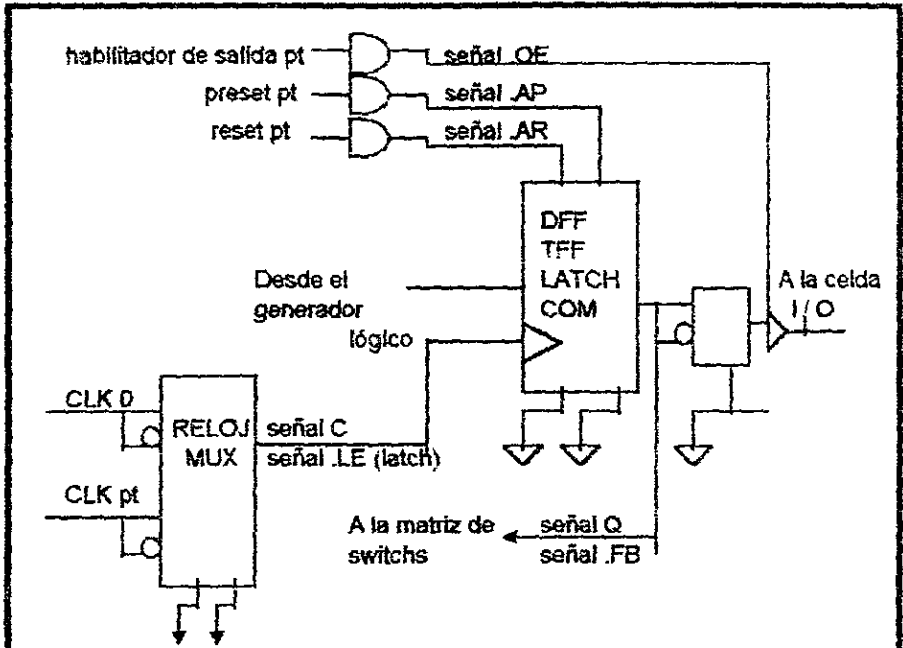 habilitador de salida pt
señal .OE
preset pt
señal .AP
reset pt
señal .AR
DFF
TFF
LATCH
COM
Desde el
generador
lógico
A la celda
I / O
CLK 0
RELOJ
MUX
señal C
señal .LE (latch)
CLK pt
A la matriz de
switchs
señal Q
señal .FB